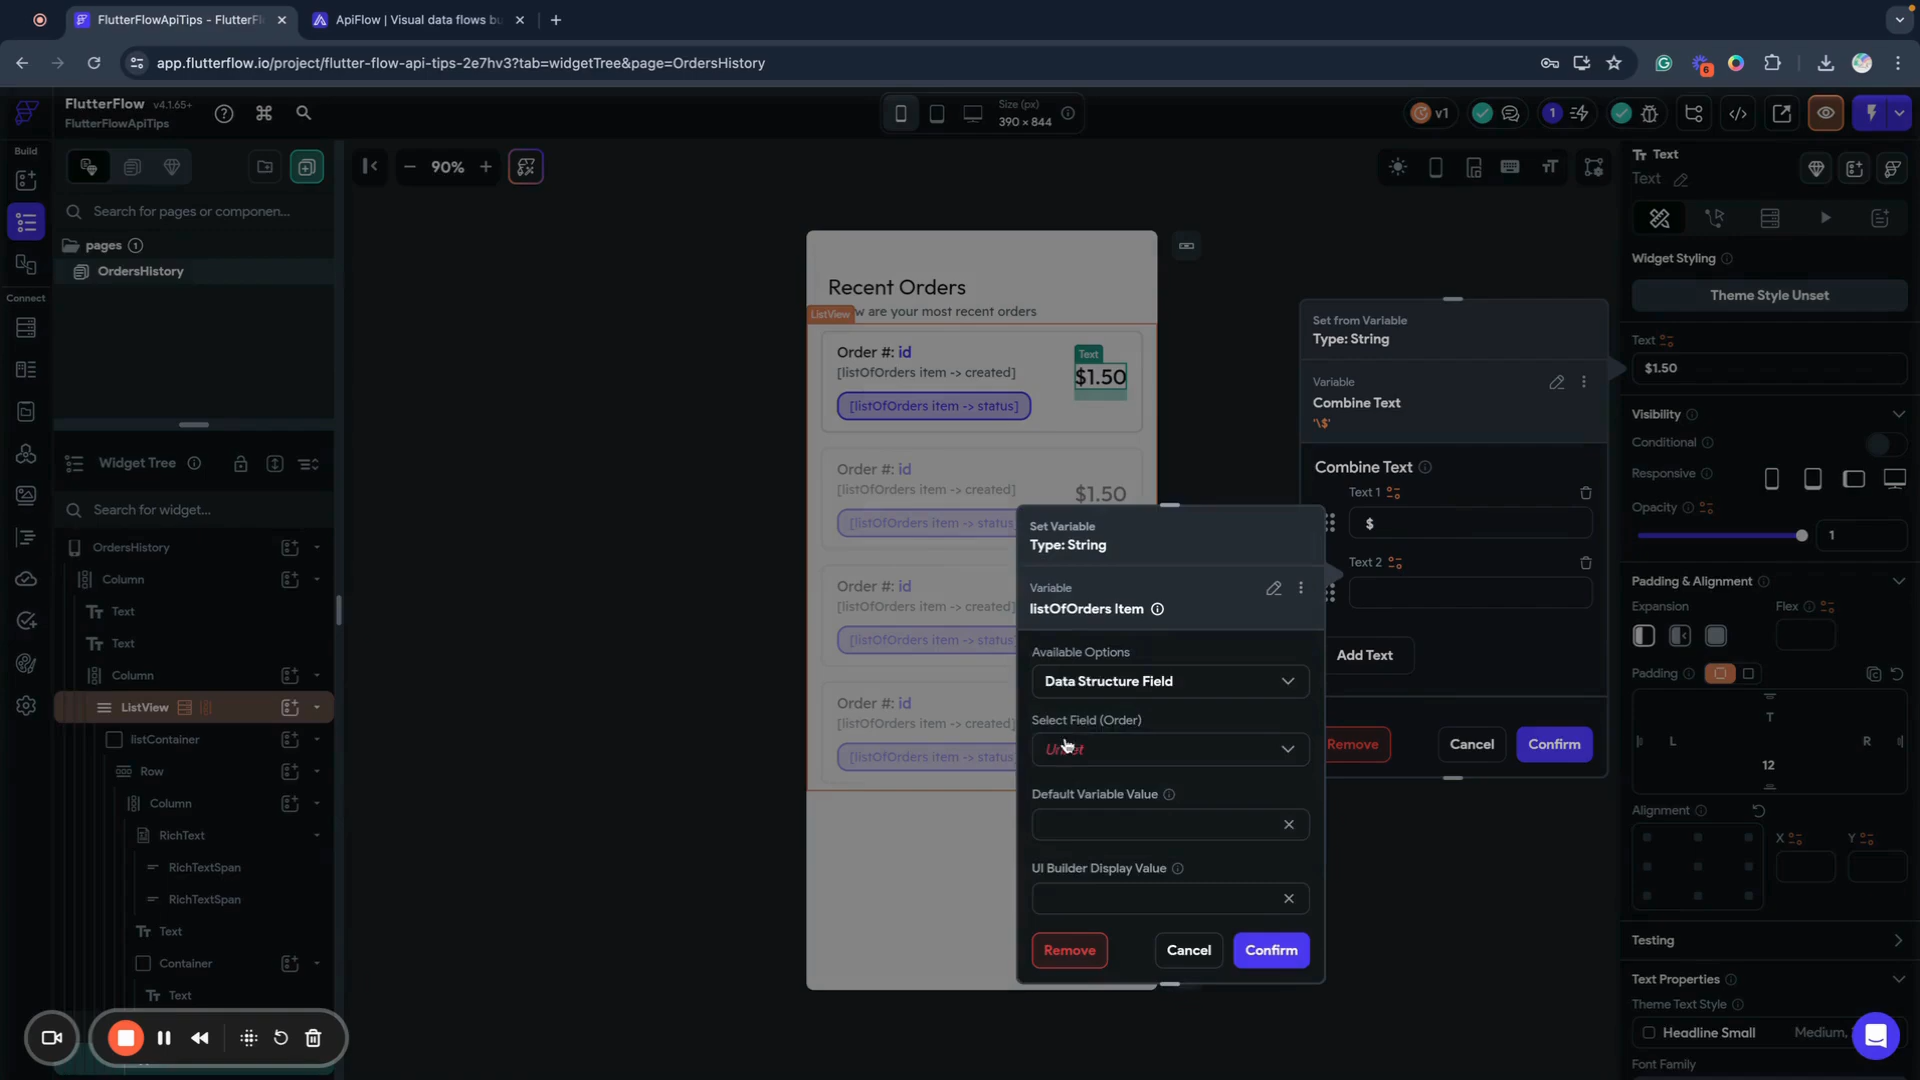 FlutterFlowApiTips - FlutterFl
ApiFlow | Visual data flows bu
app.flutterflow.io/project/flutter-flow-api-tips-2e7hv3?tab=widgetTree&page=OrdersHistory
6
FlutterFlow v4.1.65+
FlutterFlowApiTips
Size (px)
390 × 844
v1
1
Build
Connect
Search for pages or componen...
pages 1
OrdersHistory
Widget Tree
Search for widget...
OrdersHistory
Column
Text
Text
Column
ListView
listContainer
Row
Column
RichText
RichTextSpan
RichTextSpan
Text
Container
Text
90%
Recent Orders
ListView
w are your most recent orders
Order #: id
[listOfOrders item -> created]
[listOfOrders item -> status]
Text
$1.50
Order #: id
[listOfOrders item -> created]
[listOfOrders item -> status]
$1.50
Order #: id
[listOfOrders item -> created]
[listOfOrders item -> status]
Order #: id
[listOfOrders item -> created]
[listOfOrders item -> status]
Set Variable
Type: String
Variable
listOfOrders Item
Available Options
Data Structure Field
Select Field (Order)
Unset
Default Variable Value
UI Builder Display Value
Remove
Cancel
Confirm
Set from Variable
Type: String
Variable
Combine Text
'\$'
Combine Text
Text 1
$
Text 2
Add Text
Remove
Cancel
Confirm
Text
Text
Widget Styling
Theme Style Unset
Text
$1.50
Visibility
Conditional
Responsive
Opacity
1
Padding & Alignment
Expansion
Flex
Padding
T
L
R
12
Alignment
X
Y
Testing
Text Properties
Theme Text Style
Headline Small
Medium,
Font Family